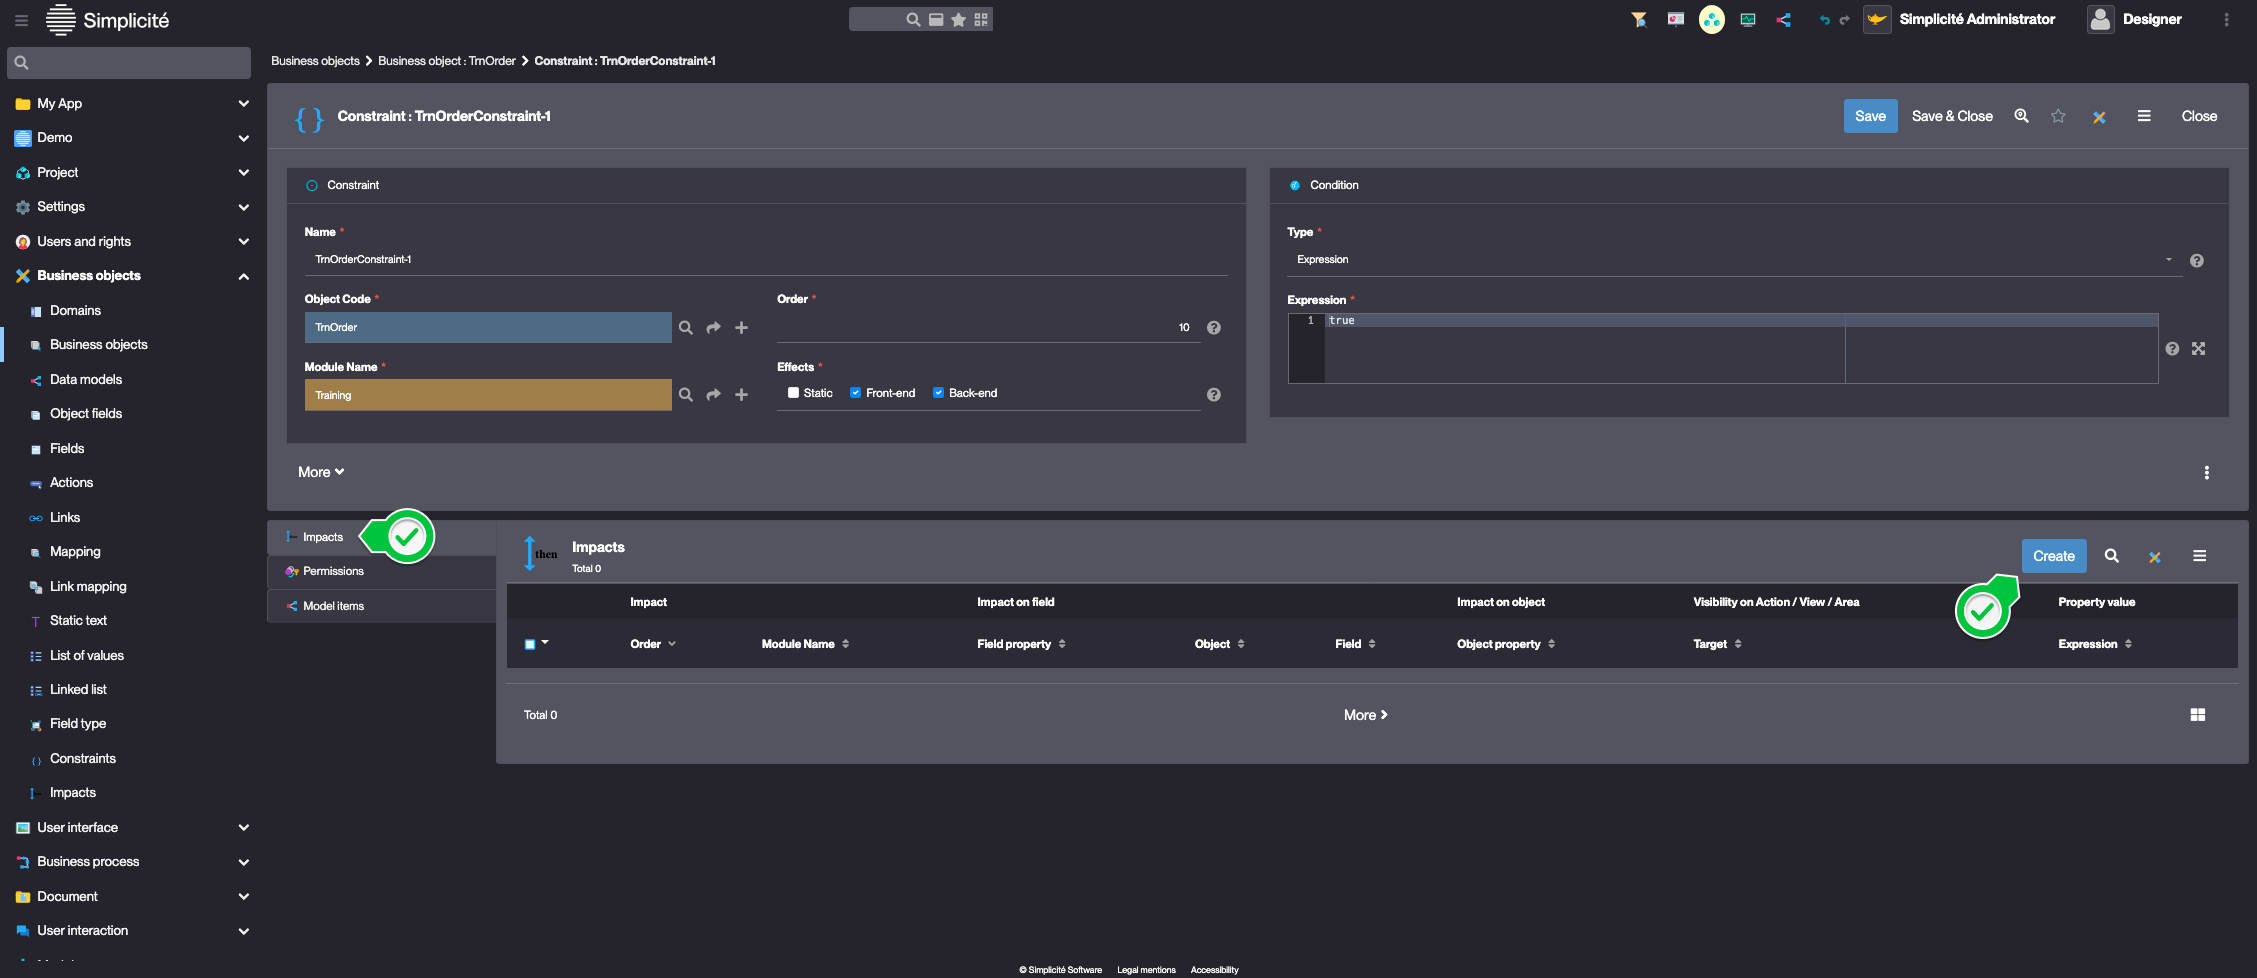 Simplicité
Simplicité Administrator
Designer
Business objects
Business object : TrnOrder
Constraint : TrnOrderConstraint-1
My App
Demo
Project
Settings
Users and rights
Business objects
Domains
Business objects
Data models
Object fields
Fields
Actions
Links
Mapping
Link mapping
Static text
List of values
Linked list
Field type
Constraints
Impacts
User interface
Business process
Document
User interaction
Constraint : TrnOrderConstraint-1
Save
Save & Close
Close
Constraint
Name *
TrnOrderConstraint-1
Object Code *
TrnOrder
Order *
10
Module Name *
Training
Effects *
Static
Front-end
Back-end
Condition
Type *
Expression
Expression *
1 true
More
Impacts
Permissions
Model items
then
Impacts
Total 0
Create
Impact
Impact on field
Impact on object
Visibility on Action / View / Area
Property value
Order
Module Name
Field property
Object
Field
Object property
Target
Expression
Total 0
More
© Simplicité Software
Legal mentions
Accessibility